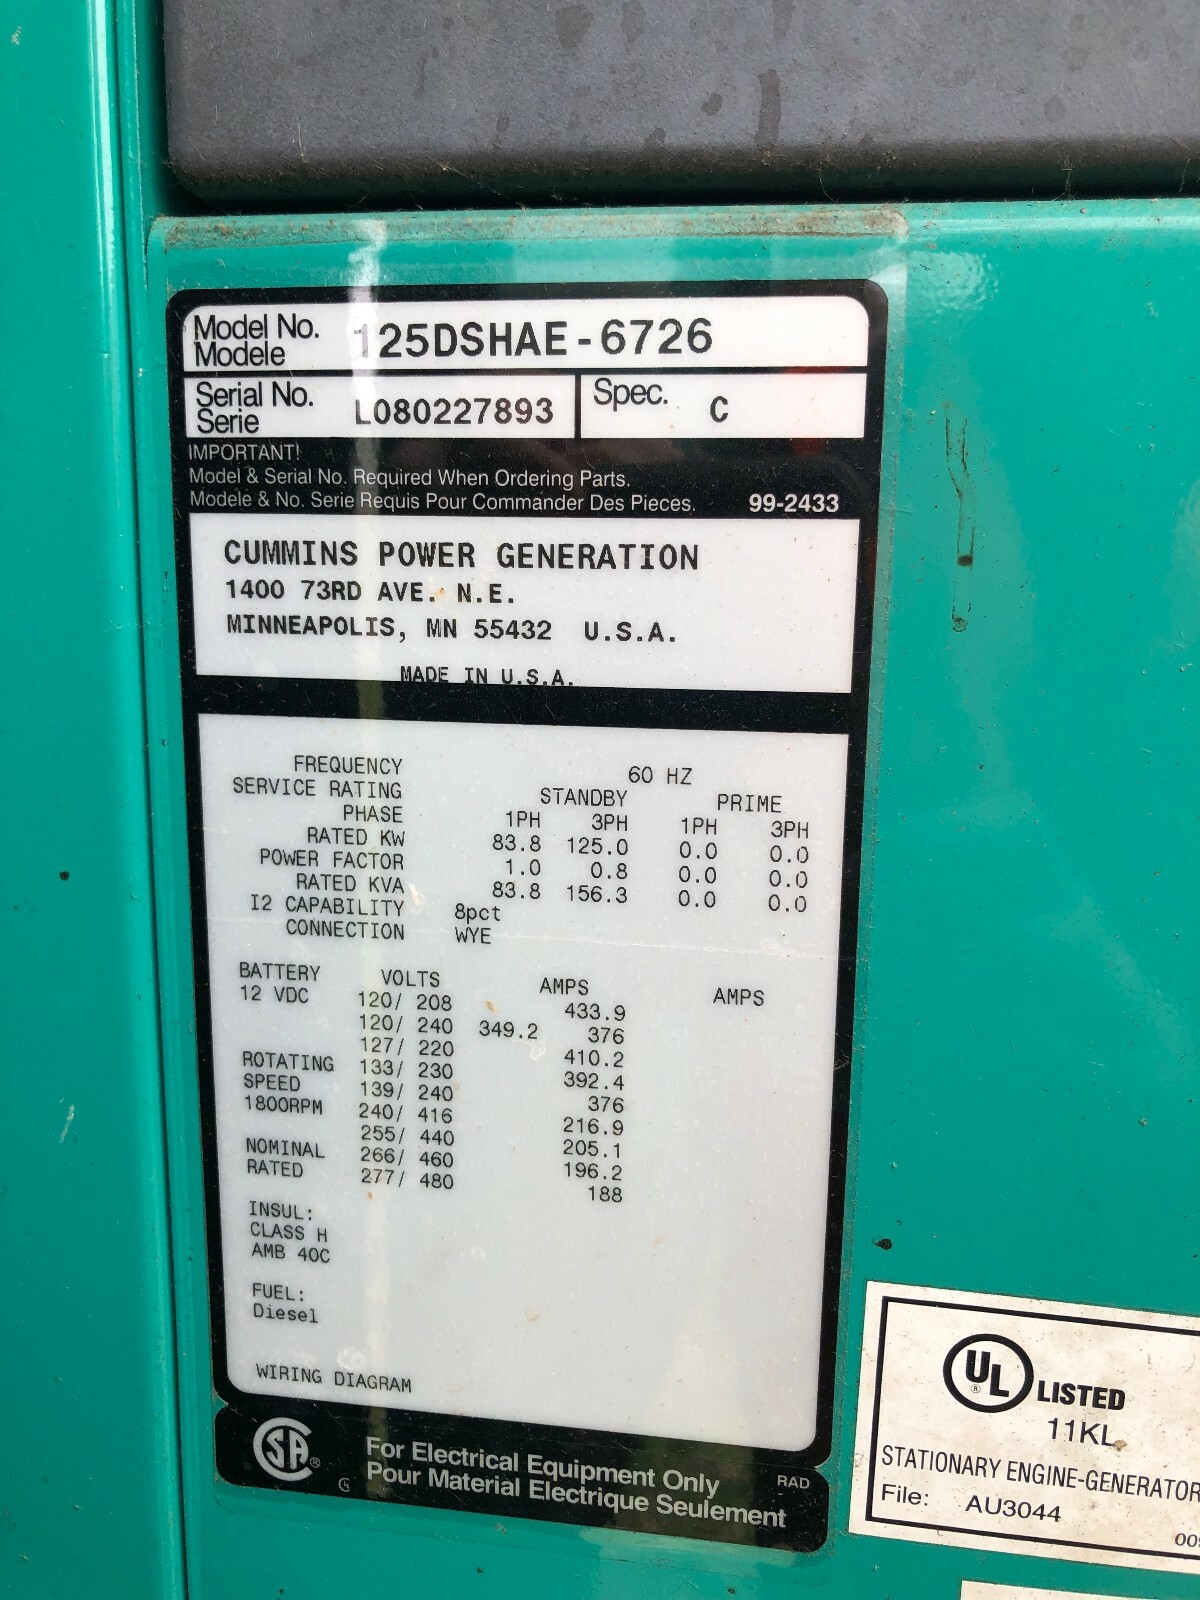 Model No. 125DSHAE-6726
Modele
Serial No. L080227893 Spec. C
Serie
IMPORTANT!
Model & Serial No. Required When Ordering Parts.
Modele & No. Serie Requis Pour Commander Des Pieces. 99-2433
CUMMINS POWER GENERATION
1400 73RD AVE. N.E.
MINNEAPOLIS, MN 55432 U.S.A.
MADE IN U.S.A.
FREQUENCY 60 HZ
SERVICE RATING STANDBY PRIME
PHASE 1PH 3PH 1PH 3PH
RATED KW 83.8 125.0 0.0 0.0
POWER FACTOR 1.0 0.8 0.0 0.0
RATED KVA 83.8 156.3 0.0 0.0
I2 CAPABILITY 8pct
CONNECTION WYE
BATTERY VOLTS AMPS AMPS
12 VDC 120/ 208 433.9
120/ 240 349.2 376
127/ 220 410.2
ROTATING 133/ 230 392.4
SPEED 139/ 240 376
1800RPM 240/ 416 216.9
255/ 440 205.1
NOMINAL 266/ 460 196.2
RATED 277/ 480 188
INSUL:
CLASS H
AMB 40C
FUEL:
Diesel
WIRING DIAGRAM
SA ®
For Electrical Equipment Only RAD
Pour Material Electrique Seulement
UL ® LISTED
11KL
STATIONARY ENGINE-GENERATOR
File: AU3044